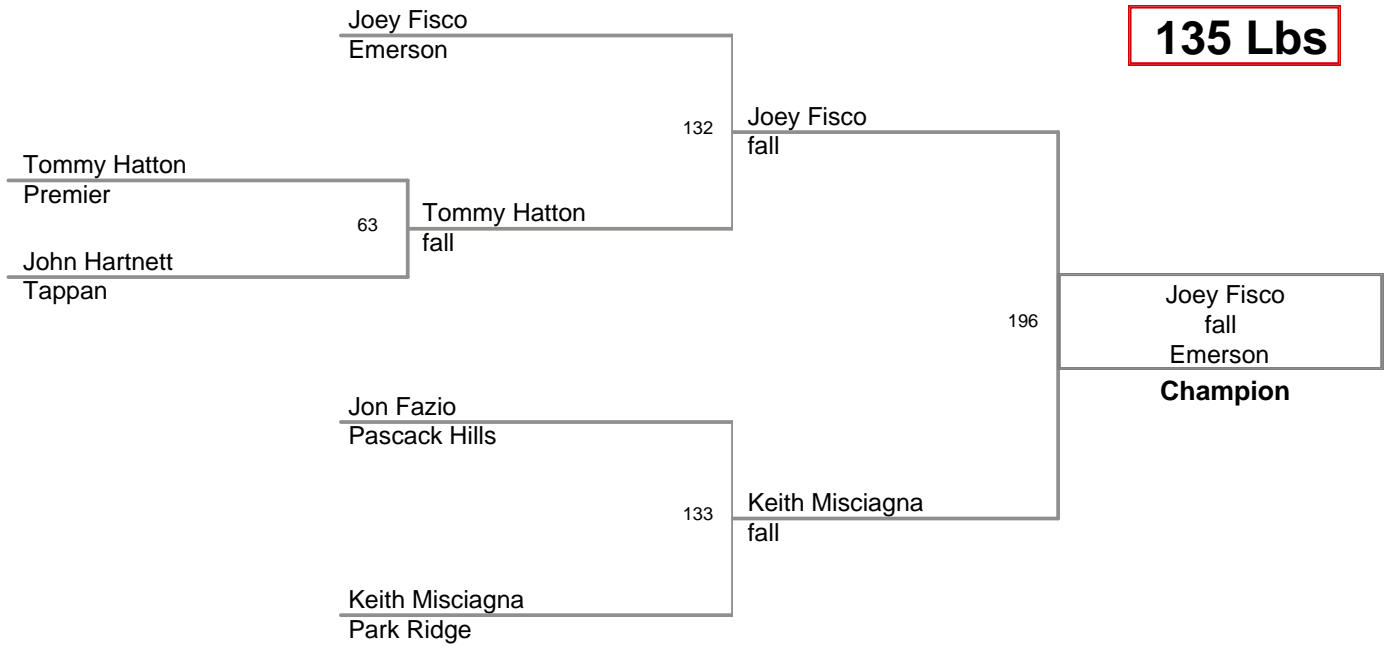 135 Lbs
Joey Fisco
Emerson
132
Joey Fisco
fall
Tommy Hatton
Premier
63
Tommy Hatton
fall
John Hartnett
Tappan
196
Joey Fisco
fall
Emerson
Champion
Jon Fazio
Pascack Hills
133
Keith Misciagna
fall
Keith Misciagna
Park Ridge